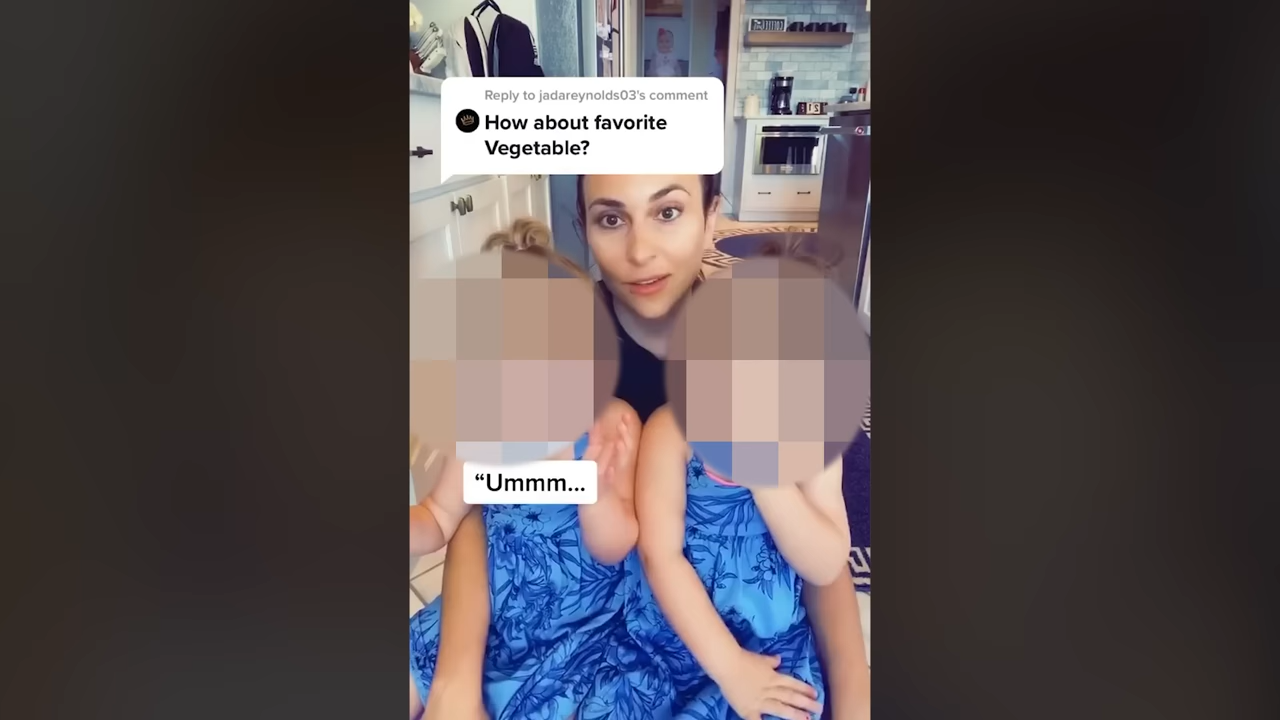 Reply to jadareynolds03's comment
How about favorite
Vegetable?
“Ummm...